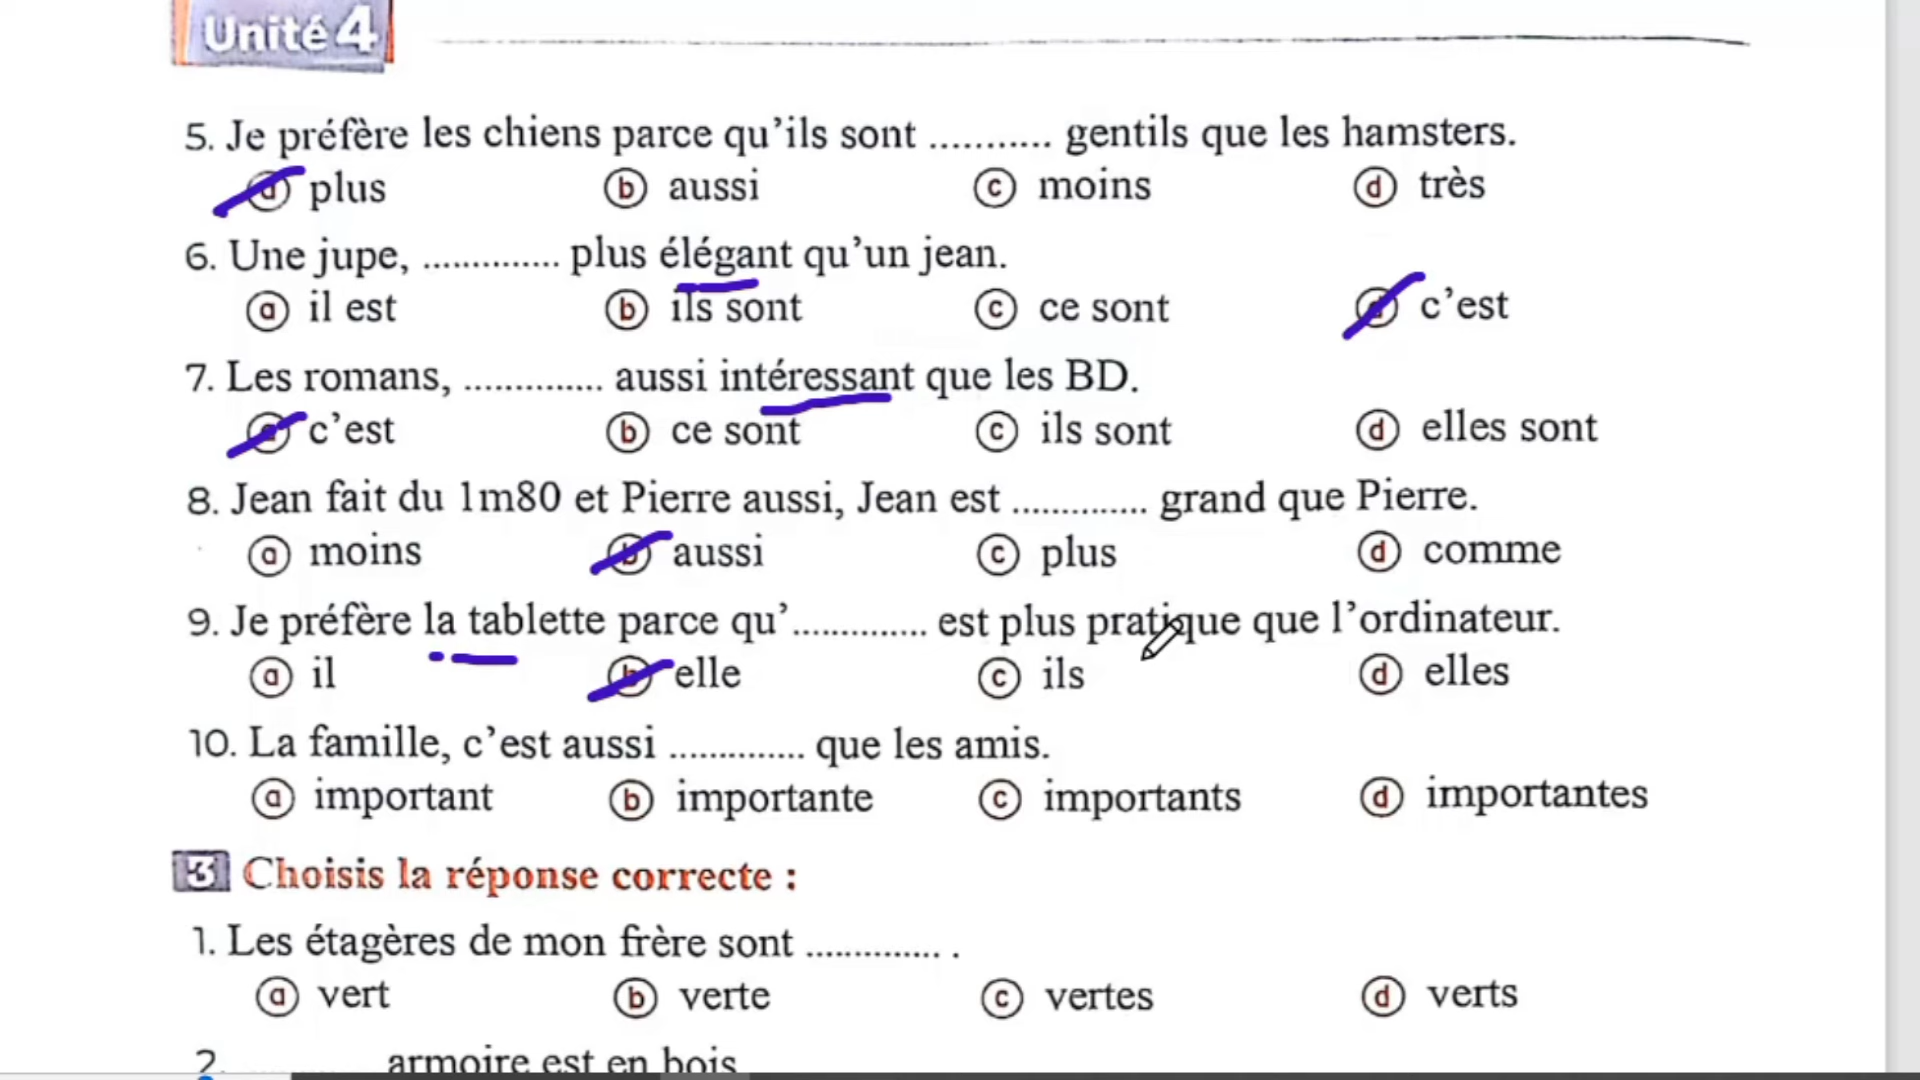 Unité 4
5. Je préfère les chiens parce qu'ils sont ............ gentils que les hamsters.
a plus b aussi c moins d très
6. Une jupe, .............. plus élégant qu'un jean.
a il est b ils sont c ce sont d c'est
7. Les romans, .............. aussi intéressant que les BD.
a c'est b ce sont c ils sont d elles sont
8. Jean fait du 1m80 et Pierre aussi, Jean est .............. grand que Pierre.
a moins b aussi c plus d comme
9. Je préfère la tablette parce qu'.............. est plus pratique que l'ordinateur.
a il b elle c ils d elles
10. La famille, c'est aussi .............. que les amis.
a important b importante c importants d importantes
3 Choisis la réponse correcte :
1. Les étagères de mon frère sont .............. .
a vert b verte c vertes d verts
2. .............. armoire est en bois